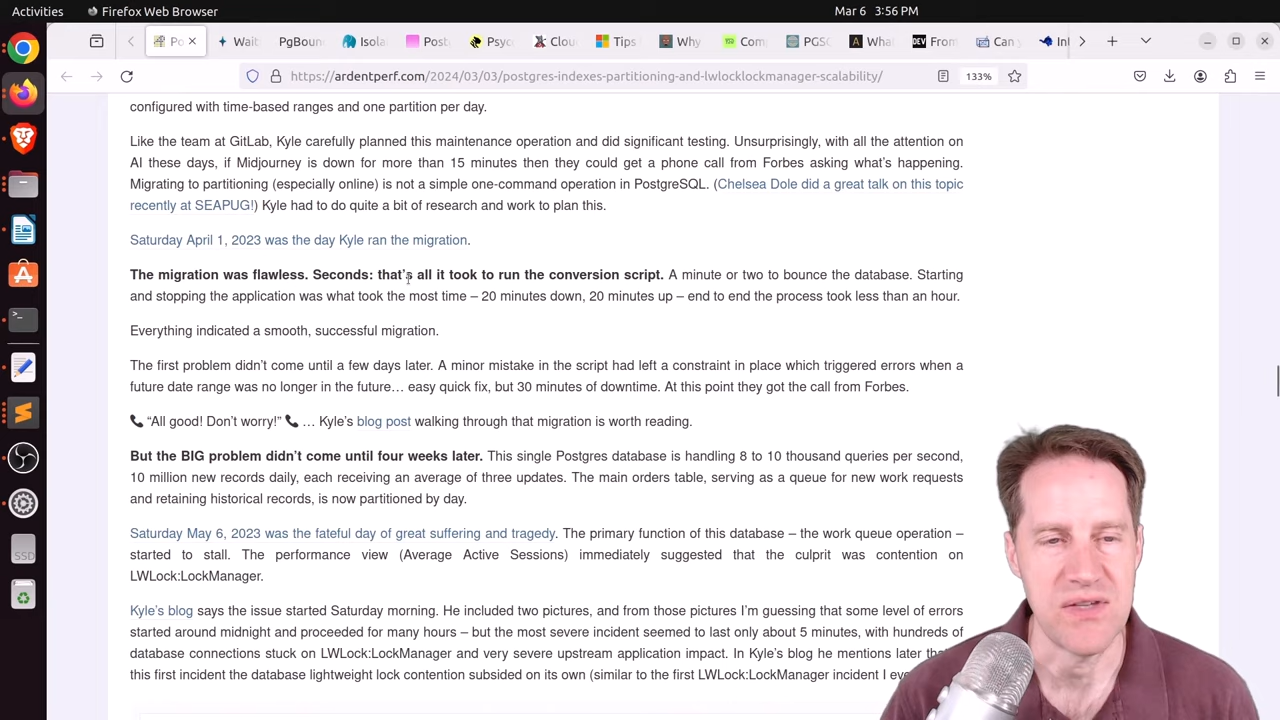 Activities
Firefox Web Browser
Mar 6 3:56 PM
Po
Wait
PgBoun
Isola
Post
Psyc
Clou
Tips
Why
Com
PGSC
What
From
Can y
Int
https://ardentperf.com/2024/03/03/postgres-indexes-partitioning-and-lwlocklockmanager-scalability/
133%
configured with time-based ranges and one partition per day.
Like the team at GitLab, Kyle carefully planned this maintenance operation and did significant testing. Unsurprisingly, with all the attention on
AI these days, if Midjourney is down for more than 15 minutes then they could get a phone call from Forbes asking what's happening.
Migrating to partitioning (especially online) is not a simple one-command operation in PostgreSQL. (Chelsea Dole did a great talk on this topic
recently at SEAPUG!) Kyle had to do quite a bit of research and work to plan this.
Saturday April 1, 2023 was the day Kyle ran the migration.
The migration was flawless. Seconds: that's all it took to run the conversion script. A minute or two to bounce the database. Starting
and stopping the application was what took the most time – 20 minutes down, 20 minutes up – end to end the process took less than an hour.
Everything indicated a smooth, successful migration.
The first problem didn't come until a few days later. A minor mistake in the script had left a constraint in place which triggered errors when a
future date range was no longer in the future… easy quick fix, but 30 minutes of downtime. At this point they got the call from Forbes.
"All good! Don't worry!" … Kyle's blog post walking through that migration is worth reading.
But the BIG problem didn't come until four weeks later. This single Postgres database is handling 8 to 10 thousand queries per second,
10 million new records daily, each receiving an average of three updates. The main orders table, serving as a queue for new work requests
and retaining historical records, is now partitioned by day.
Saturday May 6, 2023 was the fateful day of great suffering and tragedy. The primary function of this database – the work queue operation –
started to stall. The performance view (Average Active Sessions) immediately suggested that the culprit was contention on
LWLock:LockManager.
Kyle's blog says the issue started Saturday morning. He included two pictures, and from those pictures I'm guessing that some level of errors
started around midnight and proceeded for many hours – but the most severe incident seemed to last only about 5 minutes, with hundreds of
database connections stuck on LWLock:LockManager and very severe upstream application impact. In Kyle's blog he mentions later
this first incident the database lightweight lock contention subsided on its own (similar to the first LWLock:LockManager incident I
SSD